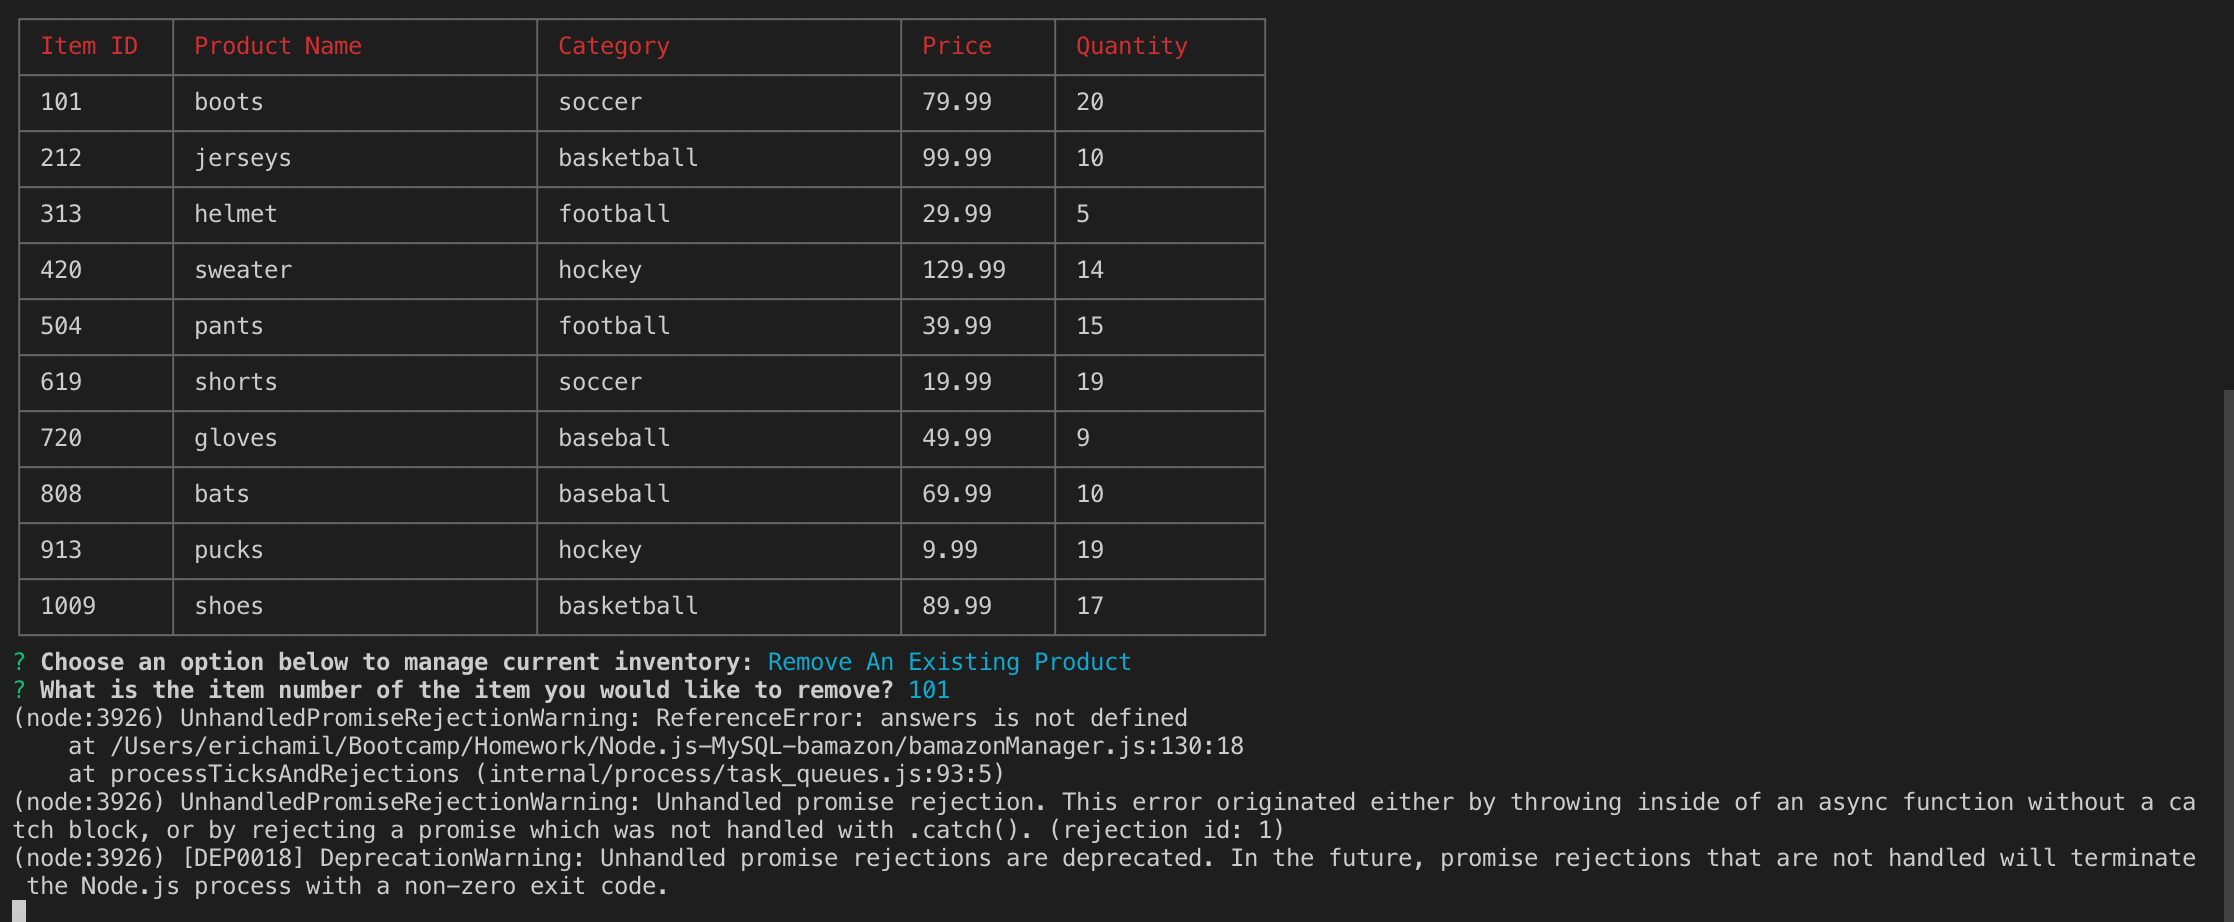 Item ID Product Name Category Price Quantity
101 boots soccer 79.99 20
212 jerseys basketball 99.99 10
313 helmet football 29.99 5
420 sweater hockey 129.99 14
504 pants football 39.99 15
619 shorts soccer 19.99 19
720 gloves baseball 49.99 9
808 bats baseball 69.99 10
913 pucks hockey 9.99 19
1009 shoes basketball 89.99 17
? Choose an option below to manage current inventory: Remove An Existing Product
? What is the item number of the item you would like to remove? 101
(node:3926) UnhandledPromiseRejectionWarning: ReferenceError: answers is not defined
    at /Users/erichamil/Bootcamp/Homework/Node.js-MySQL-bamazon/bamazonManager.js:130:18
    at processTicksAndRejections (internal/process/task_queues.js:93:5)
(node:3926) UnhandledPromiseRejectionWarning: Unhandled promise rejection. This error originated either by throwing inside of an async function without a ca
tch block, or by rejecting a promise which was not handled with .catch(). (rejection id: 1)
(node:3926) [DEP0018] DeprecationWarning: Unhandled promise rejections are deprecated. In the future, promise rejections that are not handled will terminate
 the Node.js process with a non-zero exit code.